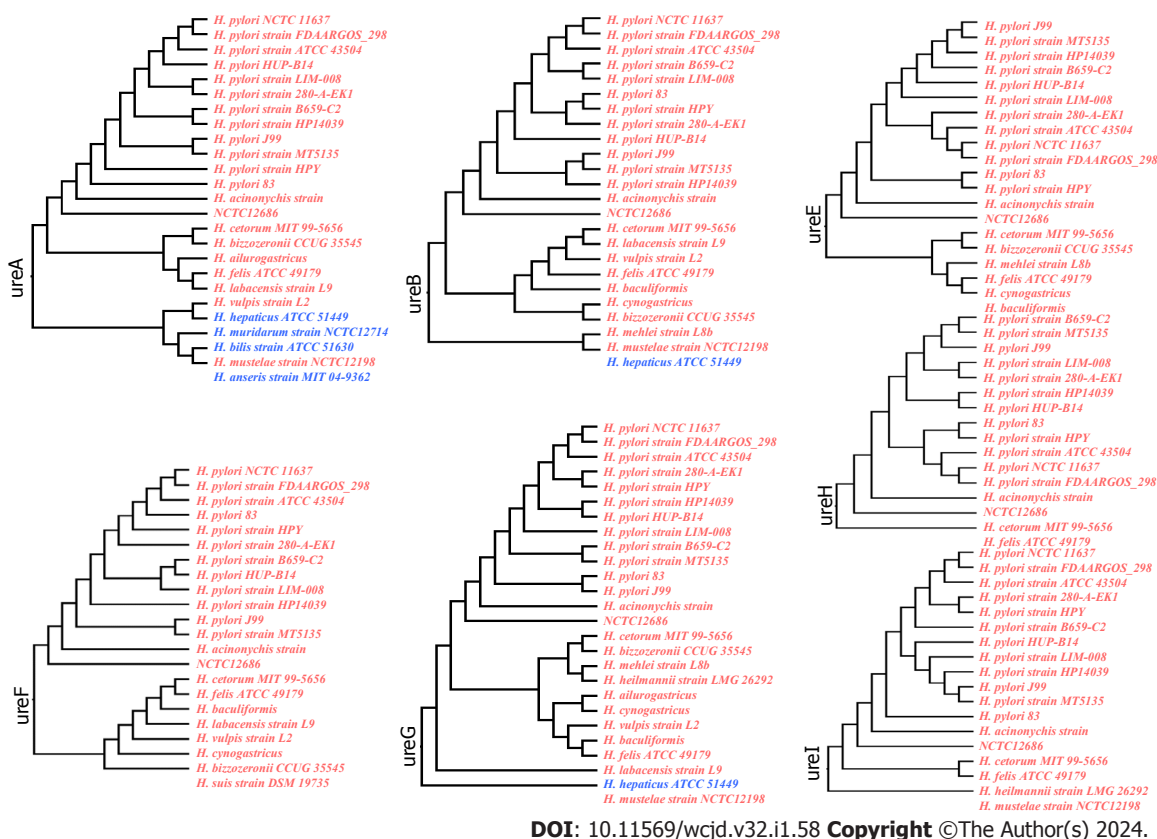 H. pylori NCTC 11637
H. pylori strain FDAARGOS_298
H. pylori strain ATCC 43504
H. pylori HUP-B14
H. pylori strain LIM-008
H. pylori strain 280-A-EK1
H. pylori strain B659-C2
H. pylori strain HP14039
H. pylori J99
H. pylori strain MT5135
H. pylori strain HPY
H. pylori 83
H. acinonychis strain
NCTC12686
H. cetorum MIT 99-5656
H. bizzozeronii CCUG 35545
H. ailurogastricus
H. felis ATCC 49179
H. labacensis strain L9
H. vulpis strain L2
H. hepaticus ATCC 51449
H. muridarum strain NCTC12714
H. bilis strain ATCC 51630
H. mustelae strain NCTC12198
H. anseris strain MIT 04-9362
ureA
H. pylori NCTC 11637
H. pylori strain FDAARGOS_298
H. pylori strain ATCC 43504
H. pylori strain B659-C2
H. pylori strain LIM-008
H. pylori 83
H. pylori strain HPY
H. pylori strain 280-A-EK1
H. pylori HUP-B14
H. pylori J99
H. pylori strain MT5135
H. pylori strain HP14039
H. acinonychis strain
NCTC12686
H. cetorum MIT 99-5656
H. labacensis strain L9
H. vulpis strain L2
H. felis ATCC 49179
H. baculiformis
H. cynogastricus
H. bizzozeronii CCUG 35545
H. mehlei strain L8b
H. mustelae strain NCTC12198
H. hepaticus ATCC 51449
ureB
H. pylori J99
H. pylori strain MT5135
H. pylori strain HP14039
H. pylori strain B659-C2
H. pylori HUP-B14
H. pylori strain LIM-008
H. pylori strain 280-A-EK1
H. pylori strain ATCC 43504
H. pylori NCTC 11637
H. pylori strain FDAARGOS_298
H. pylori 83
H. pylori strain HPY
H. acinonychis strain
NCTC12686
H. cetorum MIT 99-5656
H. bizzozeronii CCUG 35545
H. mehlei strain L8b
H. felis ATCC 49179
H. cynogastricus
H. baculiformis
ureE
H. pylori strain B659-C2
H. pylori strain MT5135
H. pylori J99
H. pylori strain LIM-008
H. pylori strain 280-A-EK1
H. pylori strain HP14039
H. pylori HUP-B14
H. pylori 83
H. pylori strain HPY
H. pylori strain ATCC 43504
H. pylori NCTC 11637
H. pylori strain FDAARGOS_298
H. acinonychis strain
NCTC12686
H. cetorum MIT 99-5656
H. felis ATCC 49179
ureH
H. pylori NCTC 11637
H. pylori strain FDAARGOS_298
H. pylori strain ATCC 43504
H. pylori 83
H. pylori strain HPY
H. pylori strain 280-A-EK1
H. pylori strain B659-C2
H. pylori HUP-B14
H. pylori strain LIM-008
H. pylori strain HP14039
H. pylori J99
H. pylori strain MT5135
H. acinonychis strain
NCTC12686
H. cetorum MIT 99-5656
H. felis ATCC 49179
H. baculiformis
H. labacensis strain L9
H. vulpis strain L2
H. cynogastricus
H. bizzozeronii CCUG 35545
H. suis strain DSM 19735
ureF
H. pylori NCTC 11637
H. pylori strain FDAARGOS_298
H. pylori strain ATCC 43504
H. pylori strain 280-A-EK1
H. pylori strain HPY
H. pylori strain HP14039
H. pylori HUP-B14
H. pylori strain LIM-008
H. pylori strain B659-C2
H. pylori strain MT5135
H. pylori 83
H. pylori J99
H. acinonychis strain
NCTC12686
H. cetorum MIT 99-5656
H. bizzozeronii CCUG 35545
H. mehlei strain L8b
H. heilmannii strain LMG 26292
H. ailurogastricus
H. cynogastricus
H. vulpis strain L2
H. baculiformis
H. felis ATCC 49179
H. labacensis strain L9
H. hepaticus ATCC 51449
H. mustelae strain NCTC12198
ureG
H. pylori NCTC 11637
H. pylori strain FDAARGOS_298
H. pylori strain ATCC 43504
H. pylori strain 280-A-EK1
H. pylori strain HPY
H. pylori strain B659-C2
H. pylori HUP-B14
H. pylori strain LIM-008
H. pylori strain HP14039
H. pylori J99
H. pylori strain MT5135
H. pylori 83
H. acinonychis strain
NCTC12686
H. cetorum MIT 99-5656
H. felis ATCC 49179
H. heilmannii strain LMG 26292
H. mustelae strain NCTC12198
ureI
DOI: 10.11569/wcjd.v32.i1.58 Copyright ©The Author(s) 2024.